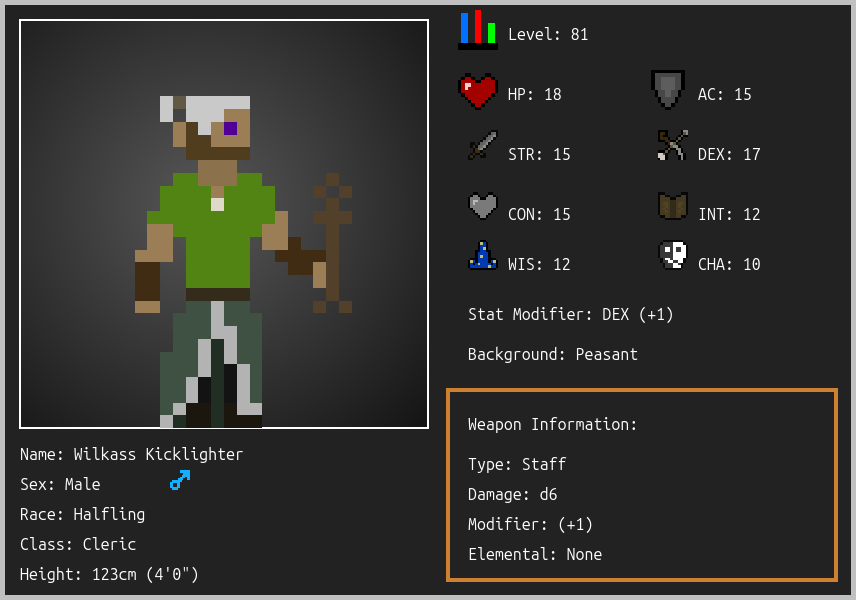 Level: 81
HP: 18
AC: 15
STR: 15
DEX: 17
CON: 15
INT: 12
WIS: 12
CHA: 10
Stat Modifier: DEX (+1)
Background: Peasant
Weapon Information:
Type: Staff
Damage: d6
Modifier: (+1)
Elemental: None
Name: Wilkass Kicklighter
Sex: Male
Race: Halfling
Class: Cleric
Height: 123cm (4'0")